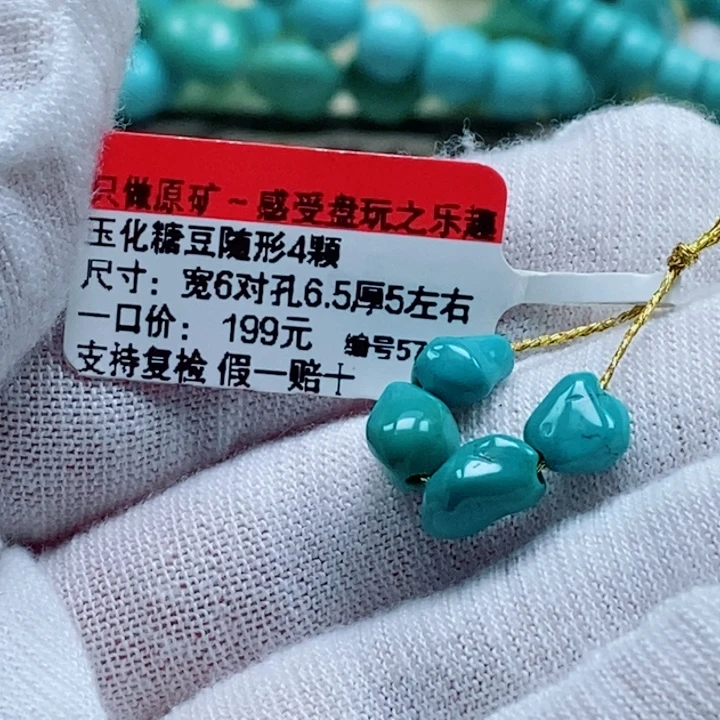 只做原矿~感受盘玩之乐趣
玉化糖豆随形4颗
尺寸：宽6对孔6.5厚5左右
一口价：199元 编号57
支持复检 假一赔十